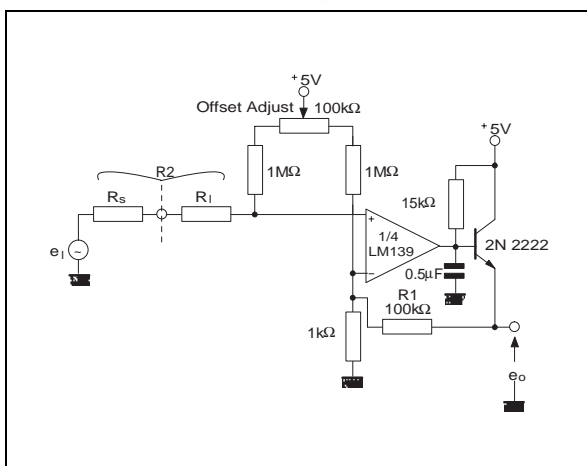 +5V
Offset Adjust 100kΩ
+5V
R2
1MΩ
1MΩ
Rs
Rl
15kΩ
+
1/4
LM139
2N 2222
eI
−
0.5µF
R1
100kΩ
1kΩ
eo